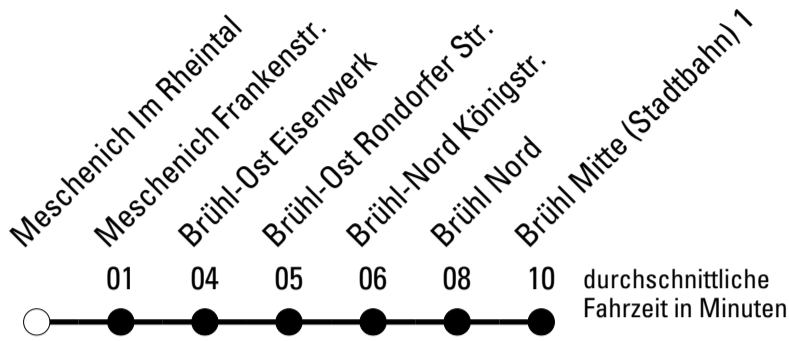 Meschenich Im Rheintal
Meschenich Frankenstr.
Brühl-Ost Eisenwerk
Brühl-Ost Rondorfer Str.
Brühl-Nord Königstr.
Brühl Nord
Brühl Mitte (Stadtbahn) 1
01 04 05 06 08 10
durchschnittliche
Fahrzeit in Minuten